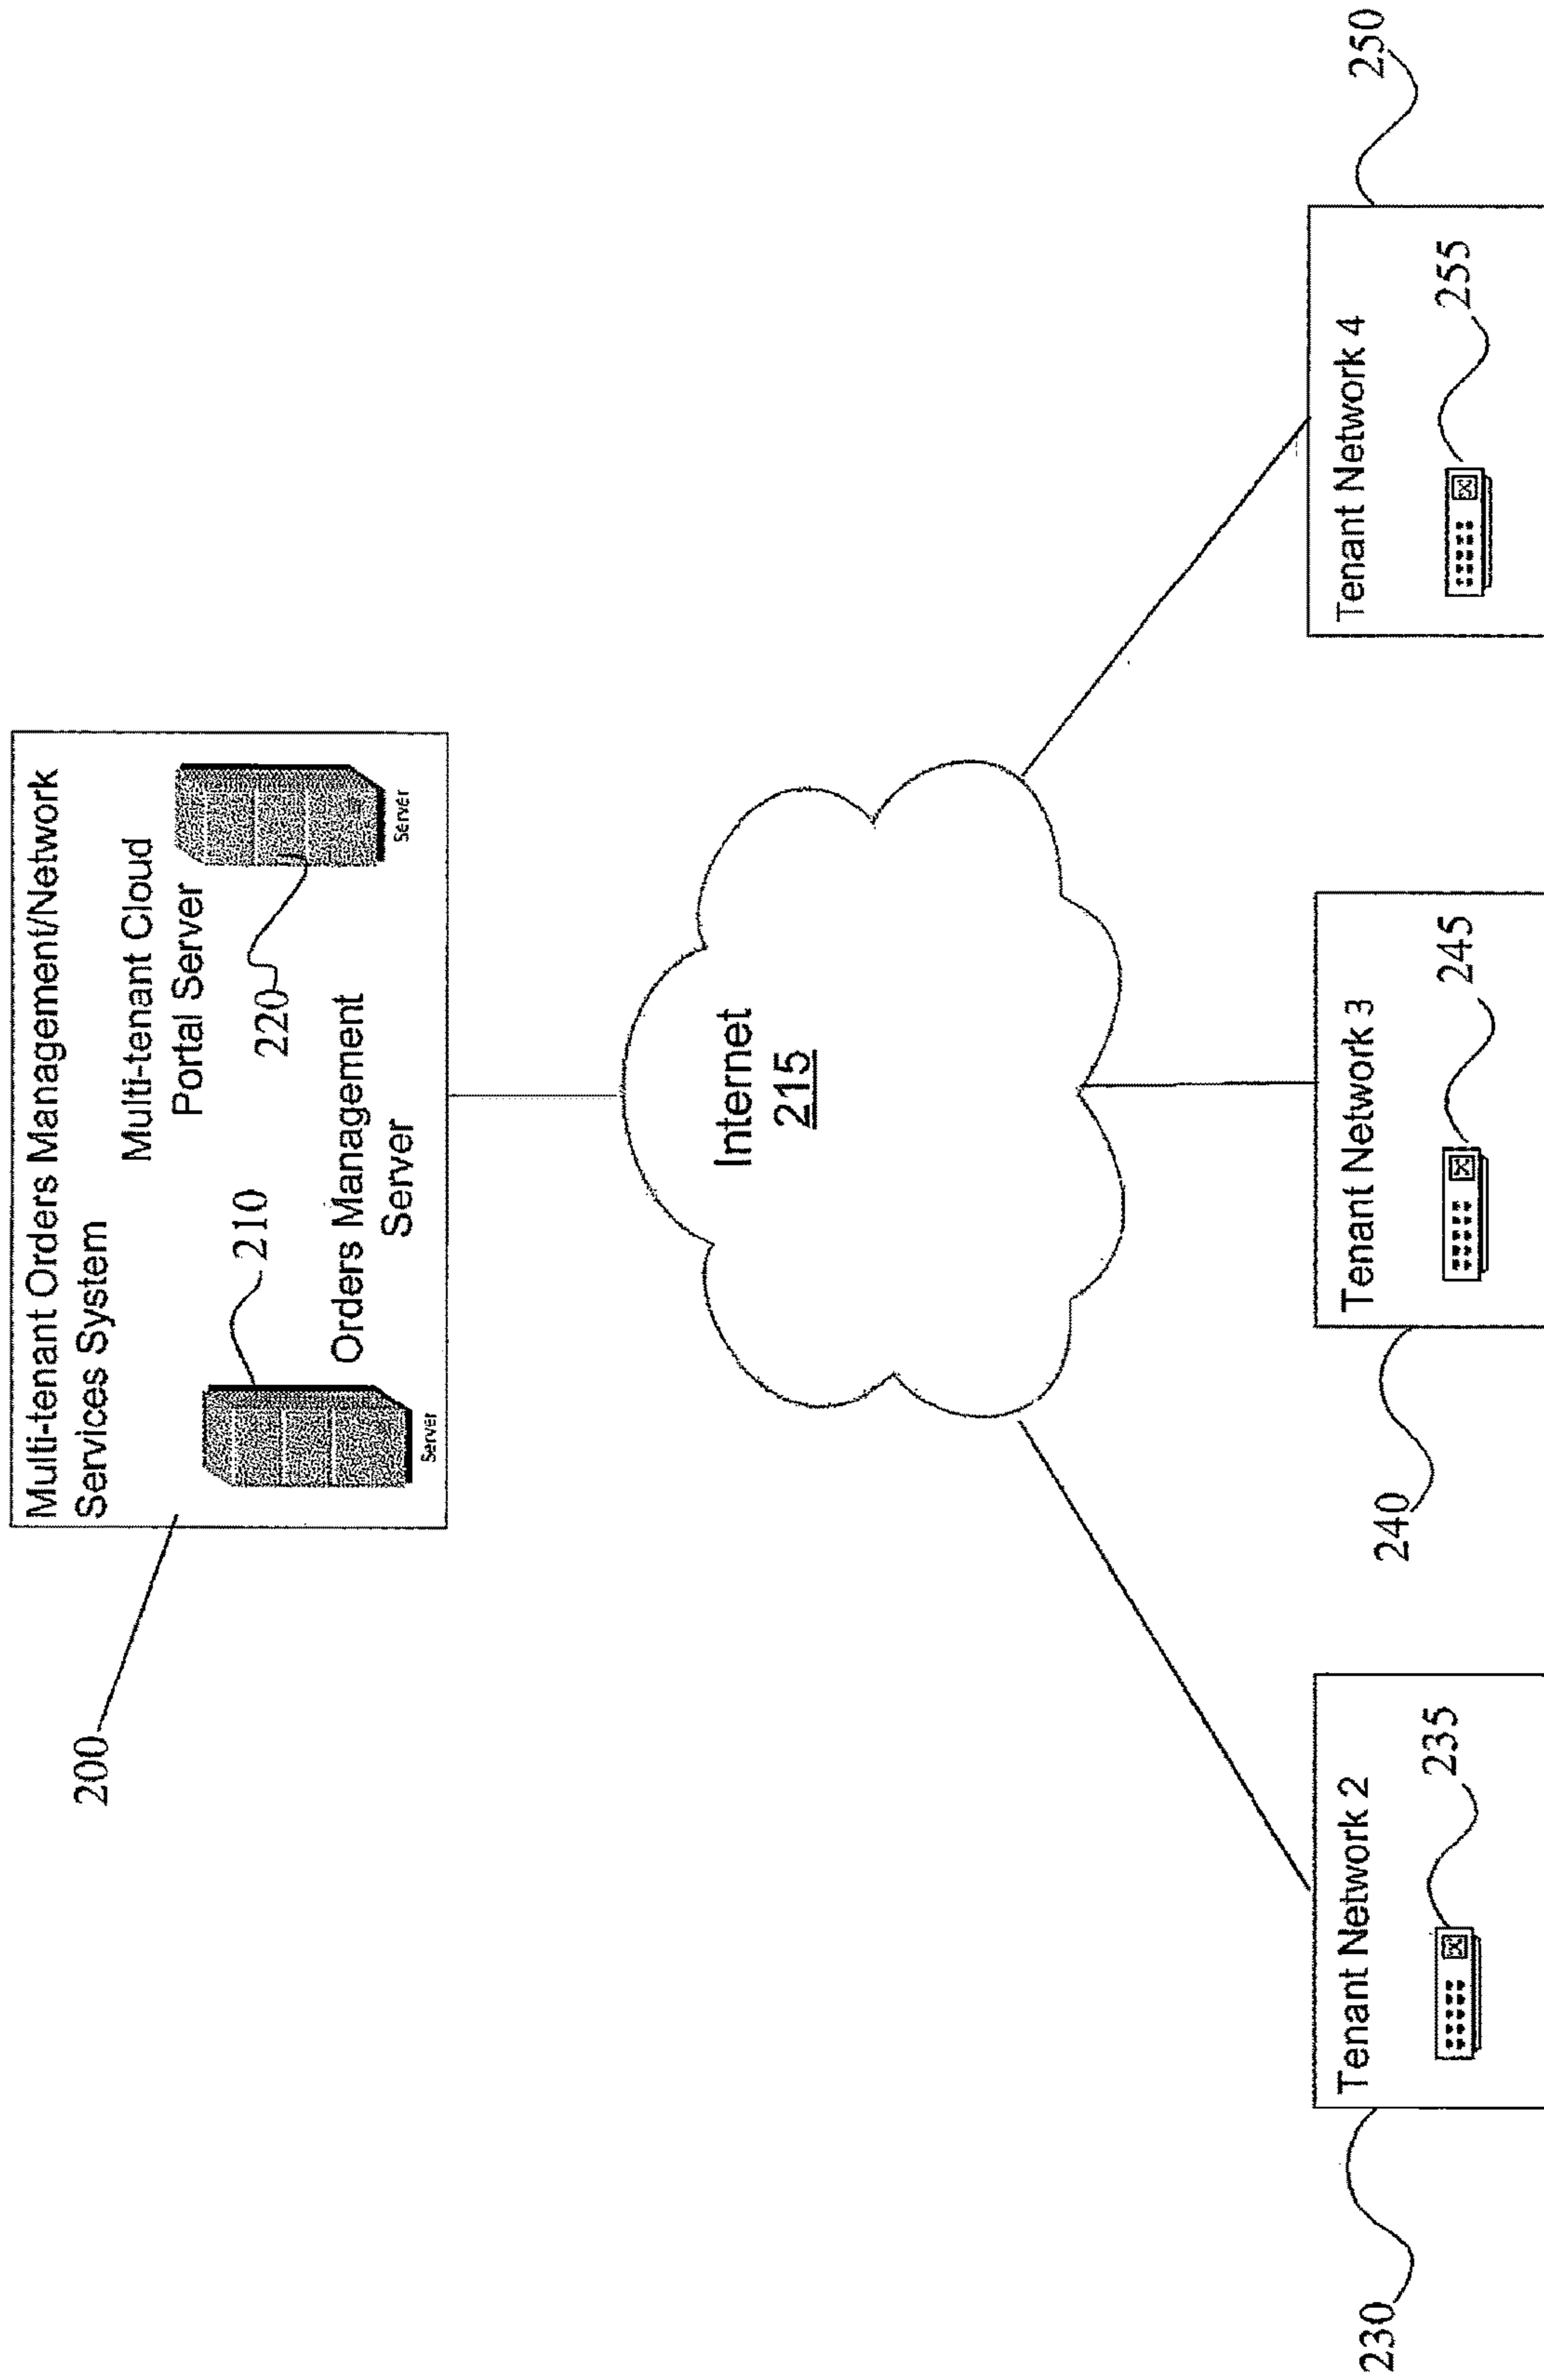 200
Multi-tenant Orders Management/Network
Services System
Multi-tenant Cloud
Portal Server
210
220
Orders Management
Server
Server
Server
Internet
215
Tenant Network 2
235
230
Tenant Network 3
245
240
Tenant Network 4
255
250